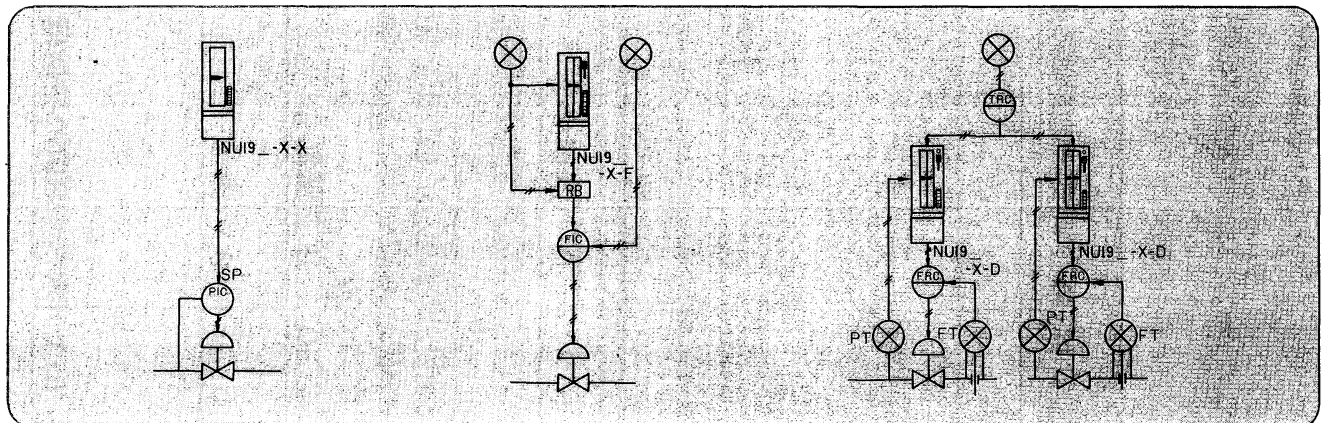 NUI9_-X-X
SP
PIC
NUI9_
-X-F
RB
FIC
TRC
NUI9_
-X-D
FRC
PT
FT
NUI9_-X-D
FRC
PT
FT